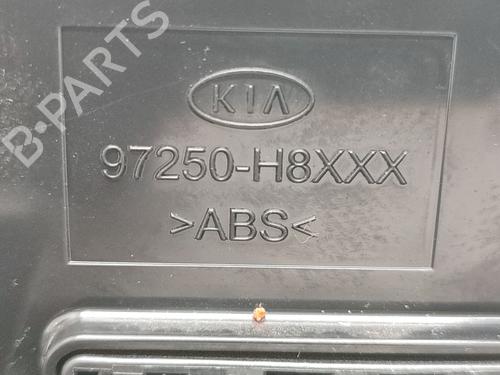 B-PARTS
KIA
97250-H8XXX
>ABS<